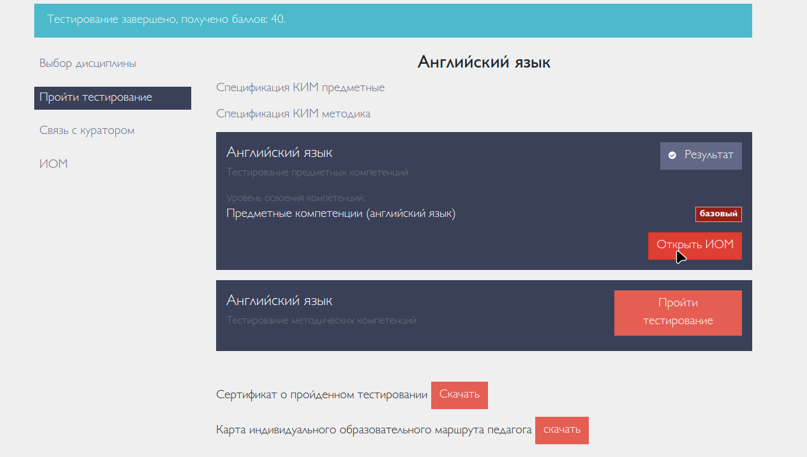 Тестирование завершено, получено баллов: 40.
Выбор дисциплины
Пройти тестирование
Связь с куратором
ИОМ
Английский язык
Спецификация КИМ предметные
Спецификация КИМ методика
Английский язык
Результат
Тестирование предметных компетенций
Уровень освоения компетенций:
Предметные компетенции (английский язык)
базовый
Открыть ИОМ
Английский язык
Тестирование методических компетенций
Пройти
тестирование
Сертификат о пройденном тестировании Скачать
Карта индивидуального образовательного маршрута педагога скачать